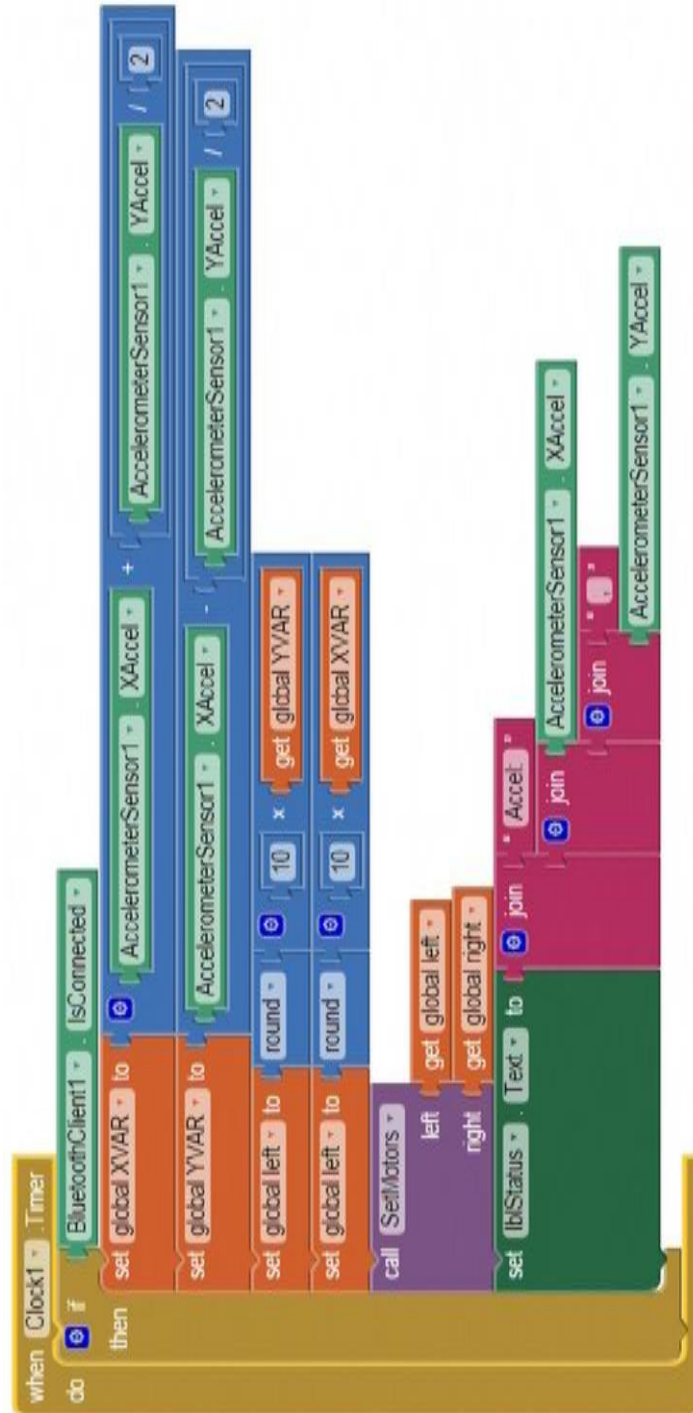 when Clock1 .Timer
do if BluetoothClient1 . IsConnected
then set global XVAR to AccelerometerSensor1 . XAccel + AccelerometerSensor1 . YAccel / 2
set global YVAR to AccelerometerSensor1 . XAccel - AccelerometerSensor1 . YAccel / 2
set global left to round 10 x get global YVAR
set global left to round 10 x get global XVAR
call SetMotors
left get global left
right get global right
set lblStatus . Text to join " Accel: "
join AccelerometerSensor1 . XAccel
join " , "
AccelerometerSensor1 . YAccel